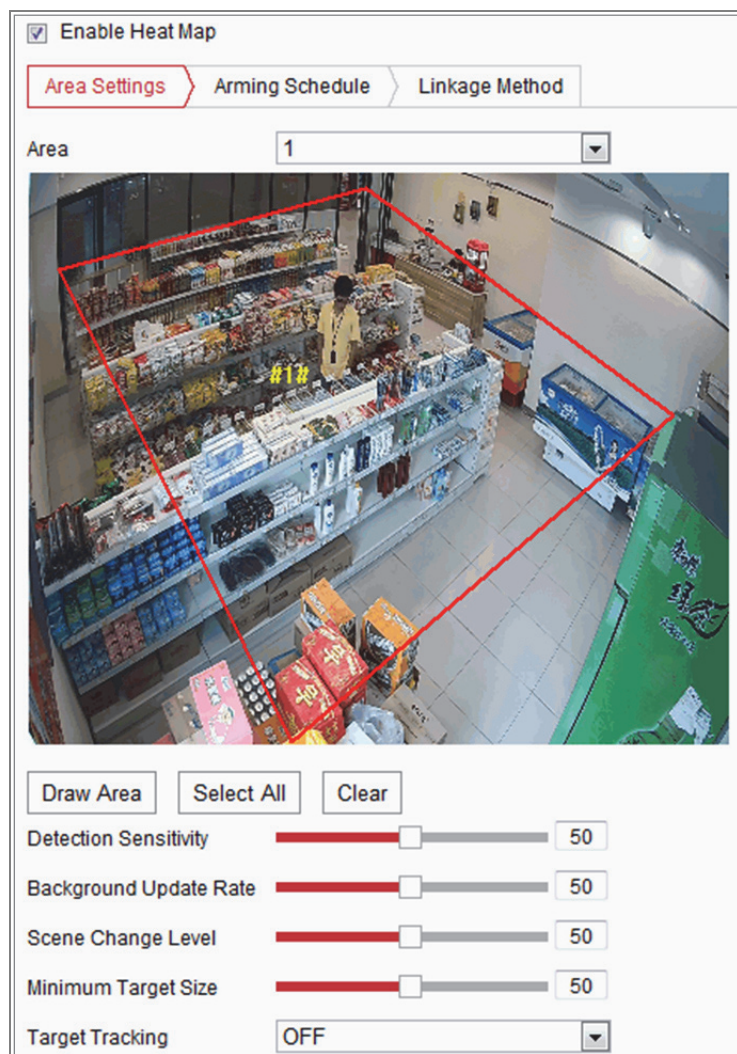 Enable Heat Map
Area Settings Arming Schedule Linkage Method
Area 1
#1#
Draw Area Select All Clear
Detection Sensitivity 50
Background Update Rate 50
Scene Change Level 50
Minimum Target Size 50
Target Tracking OFF